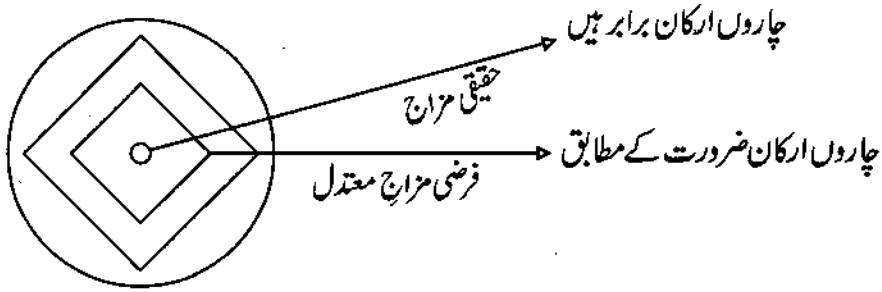 چاروں ارکان برابر ہیں
حقیقی مزاج
چاروں ارکان ضرورت کے مطابق
فرضی مزاجِ معتدل